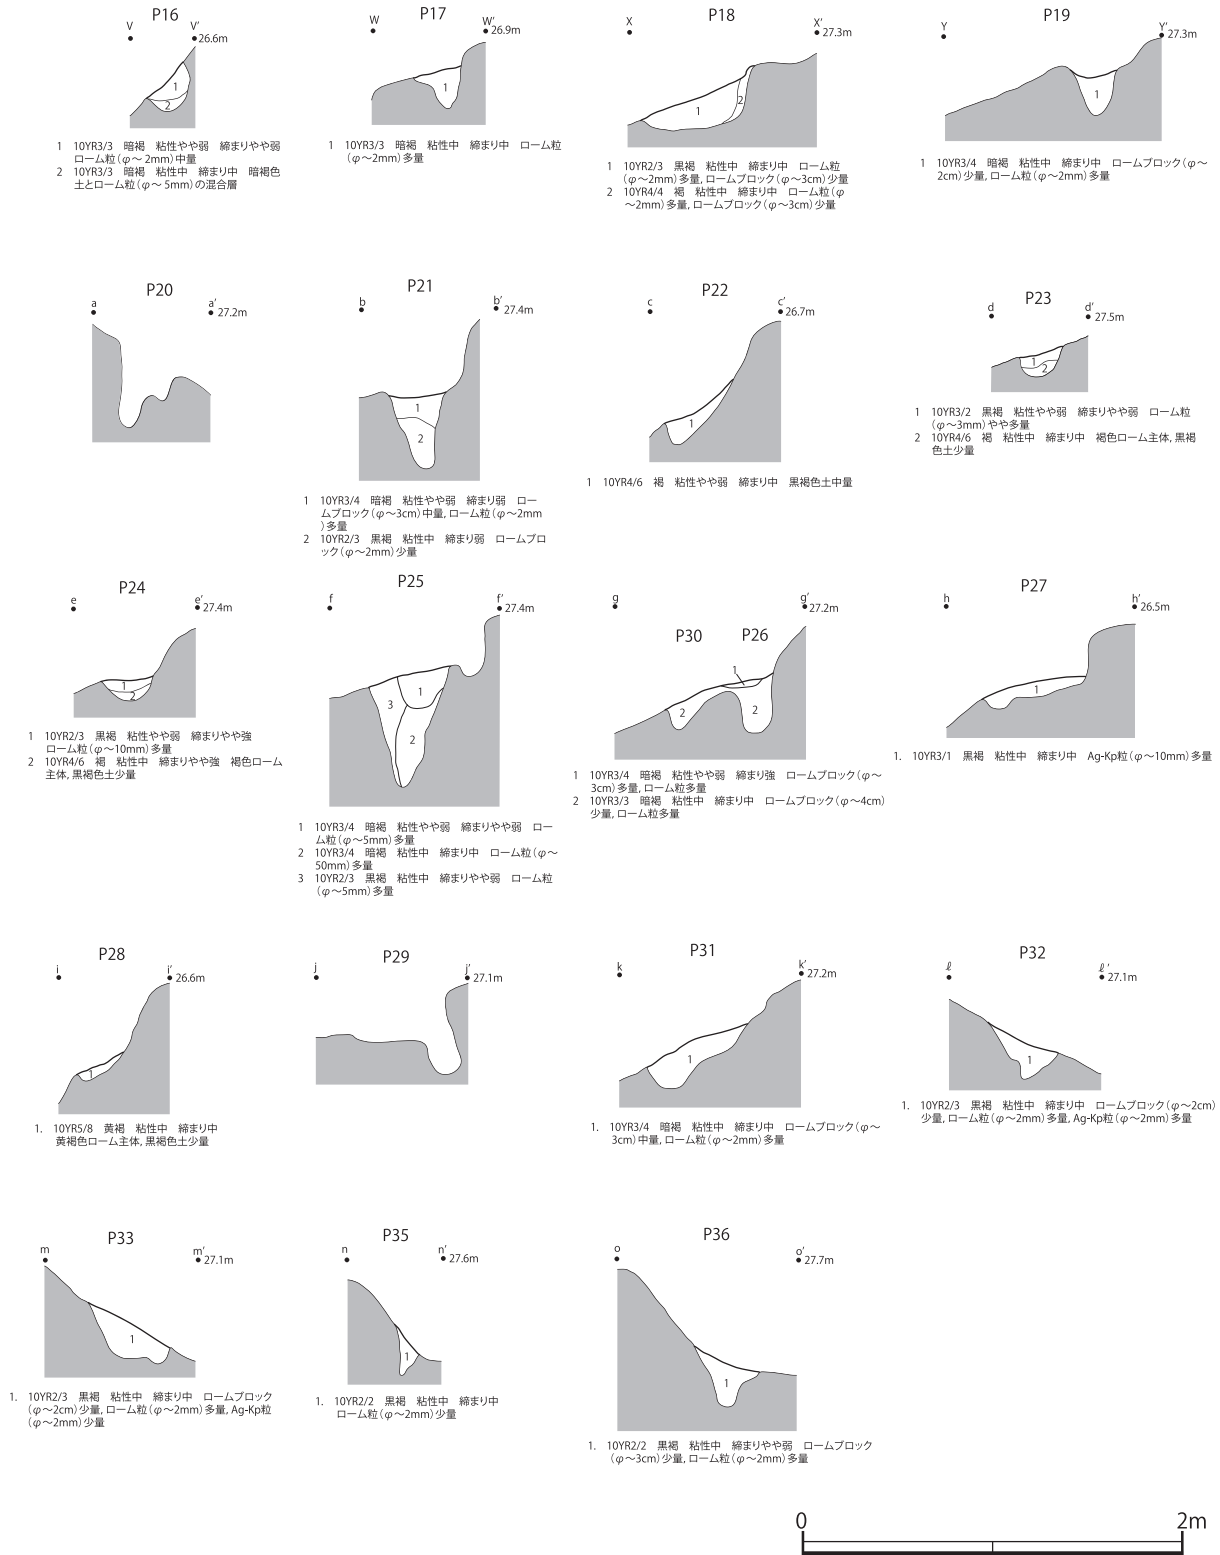 P16
V
V′
26.6m
1
2
1 10YR3/3 暗褐 粘性やや弱 締まりやや弱
ローム粒(φ〜 2mm)中量
2 10YR3/3 暗褐 粘性中 締まり中 暗褐色
土とローム粒(φ〜 5mm)の混合層
P17
W
W′
26.9m
1
1 10YR3/3 暗褐 粘性中 締まり中 ローム粒
(φ〜2mm)多量
P18
X
X′
27.3m
1
2
1 10YR2/3 黒褐 粘性中 締まり中 ローム粒
(φ〜2mm)多量, ロームブロック(φ〜3cm)少量
2 10YR4/4 褐 粘性中 締まり中 ローム粒(φ
〜2mm)多量, ロームブロック(φ〜3cm)少量
P19
Y
Y′
27.3m
1
1 10YR3/4 暗褐 粘性中 締まり中 ロームブロック(φ〜
2cm)少量, ローム粒(φ〜2mm)多量
P20
a
a′
27.2m
P21
b
b′
27.4m
1
2
1 10YR3/4 暗褐 粘性やや弱 締まり弱 ロー
ムブロック(φ〜3cm)中量, ローム粒(φ〜2mm
)多量
2 10YR2/3 黒褐 粘性中 締まり弱 ロームブロ
ック(φ〜2mm)少量
P22
c
c′
26.7m
1
1 10YR4/6 褐 粘性やや弱 締まり中 黒褐色土中量
P23
d
d′
27.5m
1
2
1 10YR3/2 黒褐 粘性やや弱 締まりやや弱 ローム粒
(φ〜3mm)やや多量
2 10YR4/6 褐 粘性中 締まり中 褐色ローム主体, 黒褐
色土少量
P24
e
e′
27.4m
1
2
1 10YR2/3 黒褐 粘性やや弱 締まりやや強
ローム粒(φ〜10mm)多量
2 10YR4/6 褐 粘性中 締まりやや強 褐色ローム
主体, 黒褐色土少量
P25
f
f′
27.4m
1
3
2
1 10YR3/4 暗褐 粘性やや弱 締まりやや弱 ロー
ム粒(φ〜5mm)多量
2 10YR3/4 暗褐 粘性中 締まり中 ローム粒(φ〜
50mm)多量
3 10YR2/3 黒褐 粘性中 締まりやや弱 ローム粒
(φ〜5mm)多量
g
g′
27.2m
P30 P26
1
2
2
1 10YR3/4 暗褐 粘性やや弱 締まり強 ロームブロック(φ〜
3cm)多量, ローム粒多量
2 10YR3/3 暗褐 粘性中 締まり中 ロームブロック(φ〜4cm)
少量, ローム粒多量
P27
h
h′
26.5m
1
1. 10YR3/1 黒褐 粘性中 締まり中 Ag-Kp粒(φ〜10mm)多量
P28
i
i′
26.6m
1
1. 10YR5/8 黄褐 粘性中 締まり中
黄褐色ローム主体, 黒褐色土少量
P29
j
j′
27.1m
P31
k
k′
27.2m
1
1. 10YR3/4 暗褐 粘性中 締まり中 ロームブロック(φ〜
3cm)中量, ローム粒(φ〜2mm)多量
P32
ℓ
ℓ′
27.1m
1
1. 10YR2/3 黒褐 粘性中 締まり中 ロームブロック(φ〜2cm)
少量, ローム粒(φ〜2mm)多量, Ag-Kp粒(φ〜2mm)多量
P33
m
m′
27.1m
1
1. 10YR2/3 黒褐 粘性中 締まり中 ロームブロック
(φ〜2cm)少量, ローム粒(φ〜2mm)多量, Ag-Kp粒
(φ〜2mm)少量
P35
n
n′
27.6m
1
1. 10YR2/2 黒褐 粘性中 締まり中
ローム粒(φ〜2mm)少量
P36
o
o′
27.7m
1
1. 10YR2/2 黒褐 粘性中 締まりやや弱 ロームブロック
(φ〜3cm)少量, ローム粒(φ〜2mm)多量
0 2m